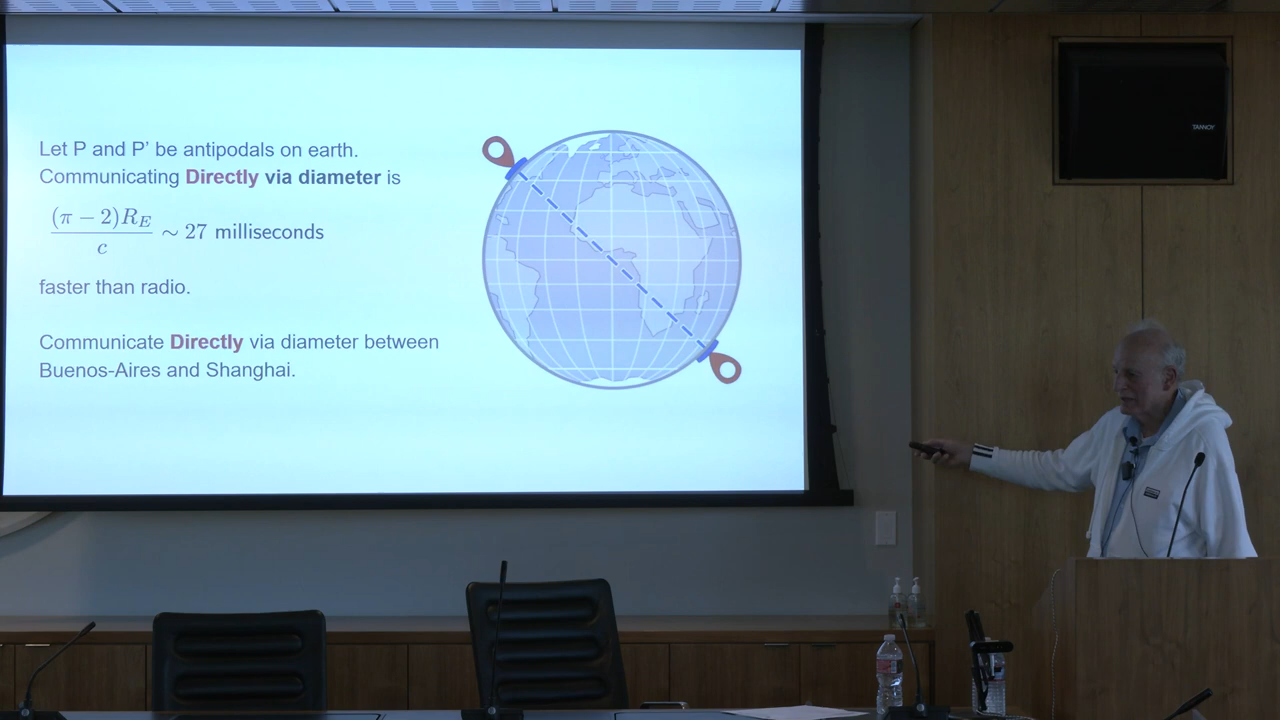 Let P and P' be antipodals on earth.
Communicating Directly via diameter is
(π − 2)R_E / c ∼ 27 milliseconds
faster than radio.
Communicate Directly via diameter between
Buenos-Aires and Shanghai.
TANNOY